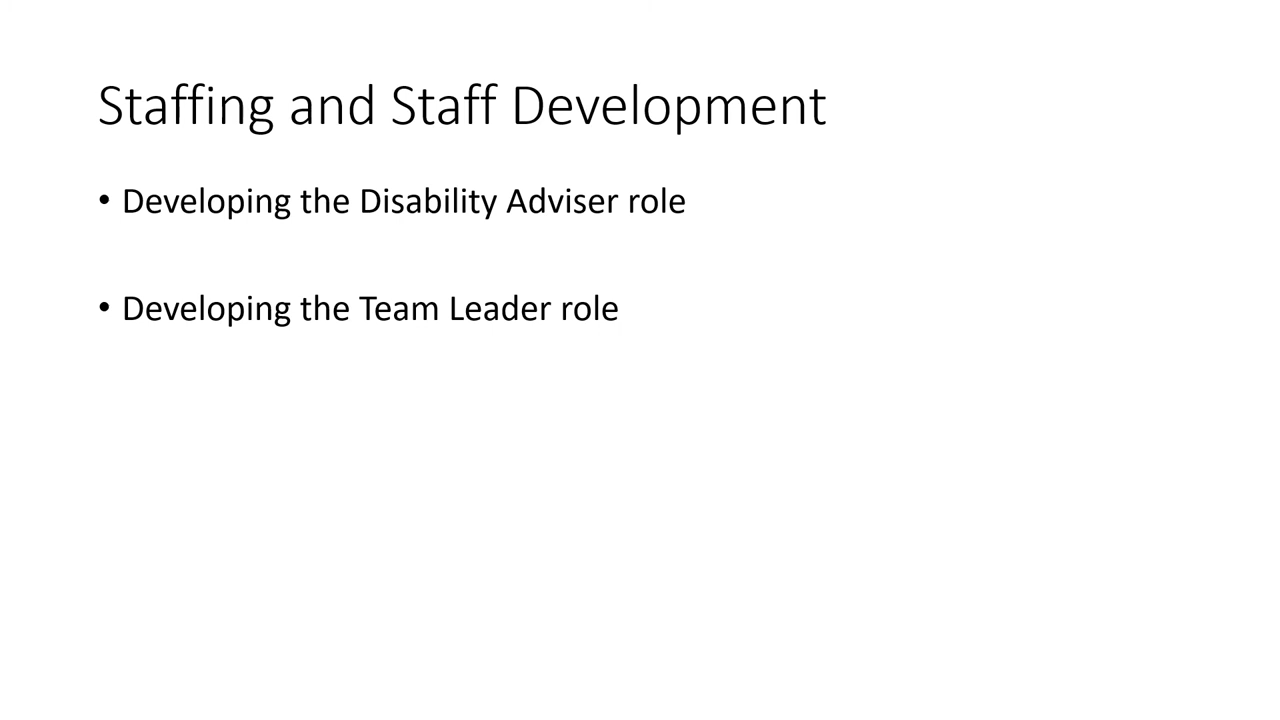 Staffing and Staff Development
• Developing the Disability Adviser role
• Developing the Team Leader role